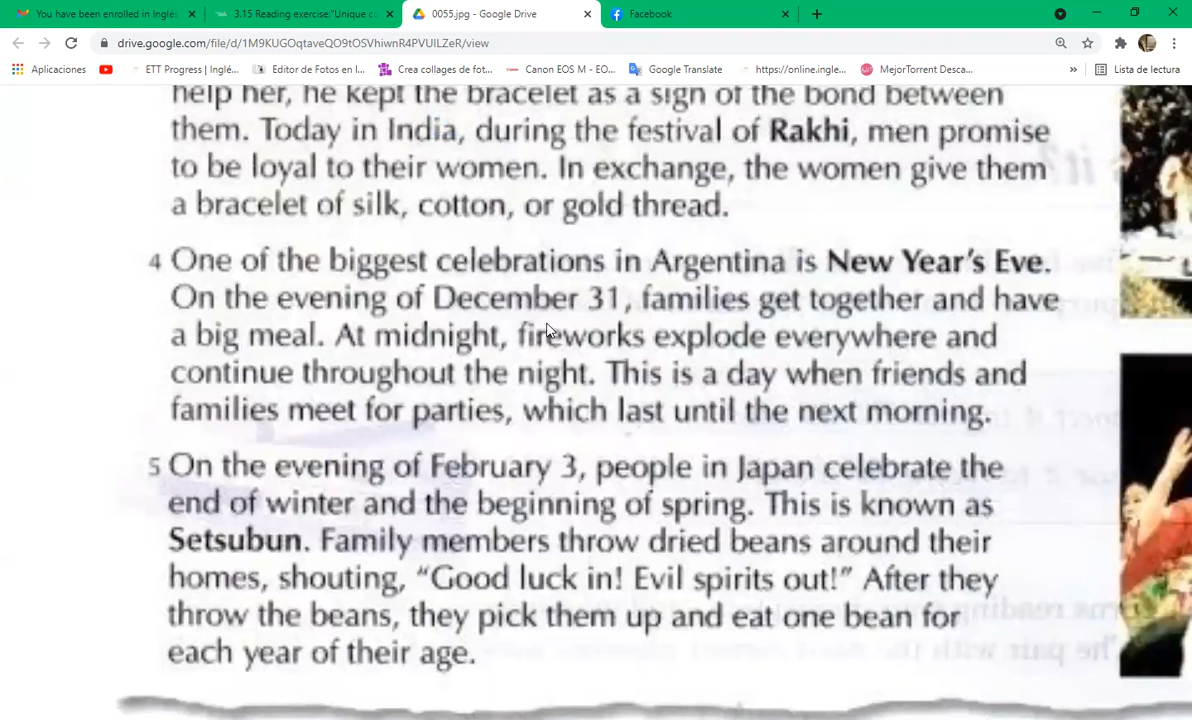 You have been enrolled in Inglés
3.15 Reading exercise:"Unique c
0055.jpg - Google Drive
Facebook
drive.google.com/file/d/1M9KUGOqtaveQO9tOSVhiwnR4PVUILZeR/view
Aplicaciones
ETT Progress | Inglé...
Editor de Fotos en l...
Crea collages de fot...
Canon EOS M - EO...
Google Translate
https://online.ingle...
MejorTorrent Desca...
»
Lista de lectura
help her, he kept the bracelet as a sign of the bond between
them. Today in India, during the festival of Rakhi, men promise
to be loyal to their women. In exchange, the women give them
a bracelet of silk, cotton, or gold thread.
4 One of the biggest celebrations in Argentina is New Year's Eve.
On the evening of December 31, families get together and have
a big meal. At midnight, fireworks explode everywhere and
continue throughout the night. This is a day when friends and
families meet for parties, which last until the next morning.
5 On the evening of February 3, people in Japan celebrate the
end of winter and the beginning of spring. This is known as
Setsubun. Family members throw dried beans around their
homes, shouting, "Good luck in! Evil spirits out!" After they
throw the beans, they pick them up and eat one bean for
each year of their age.